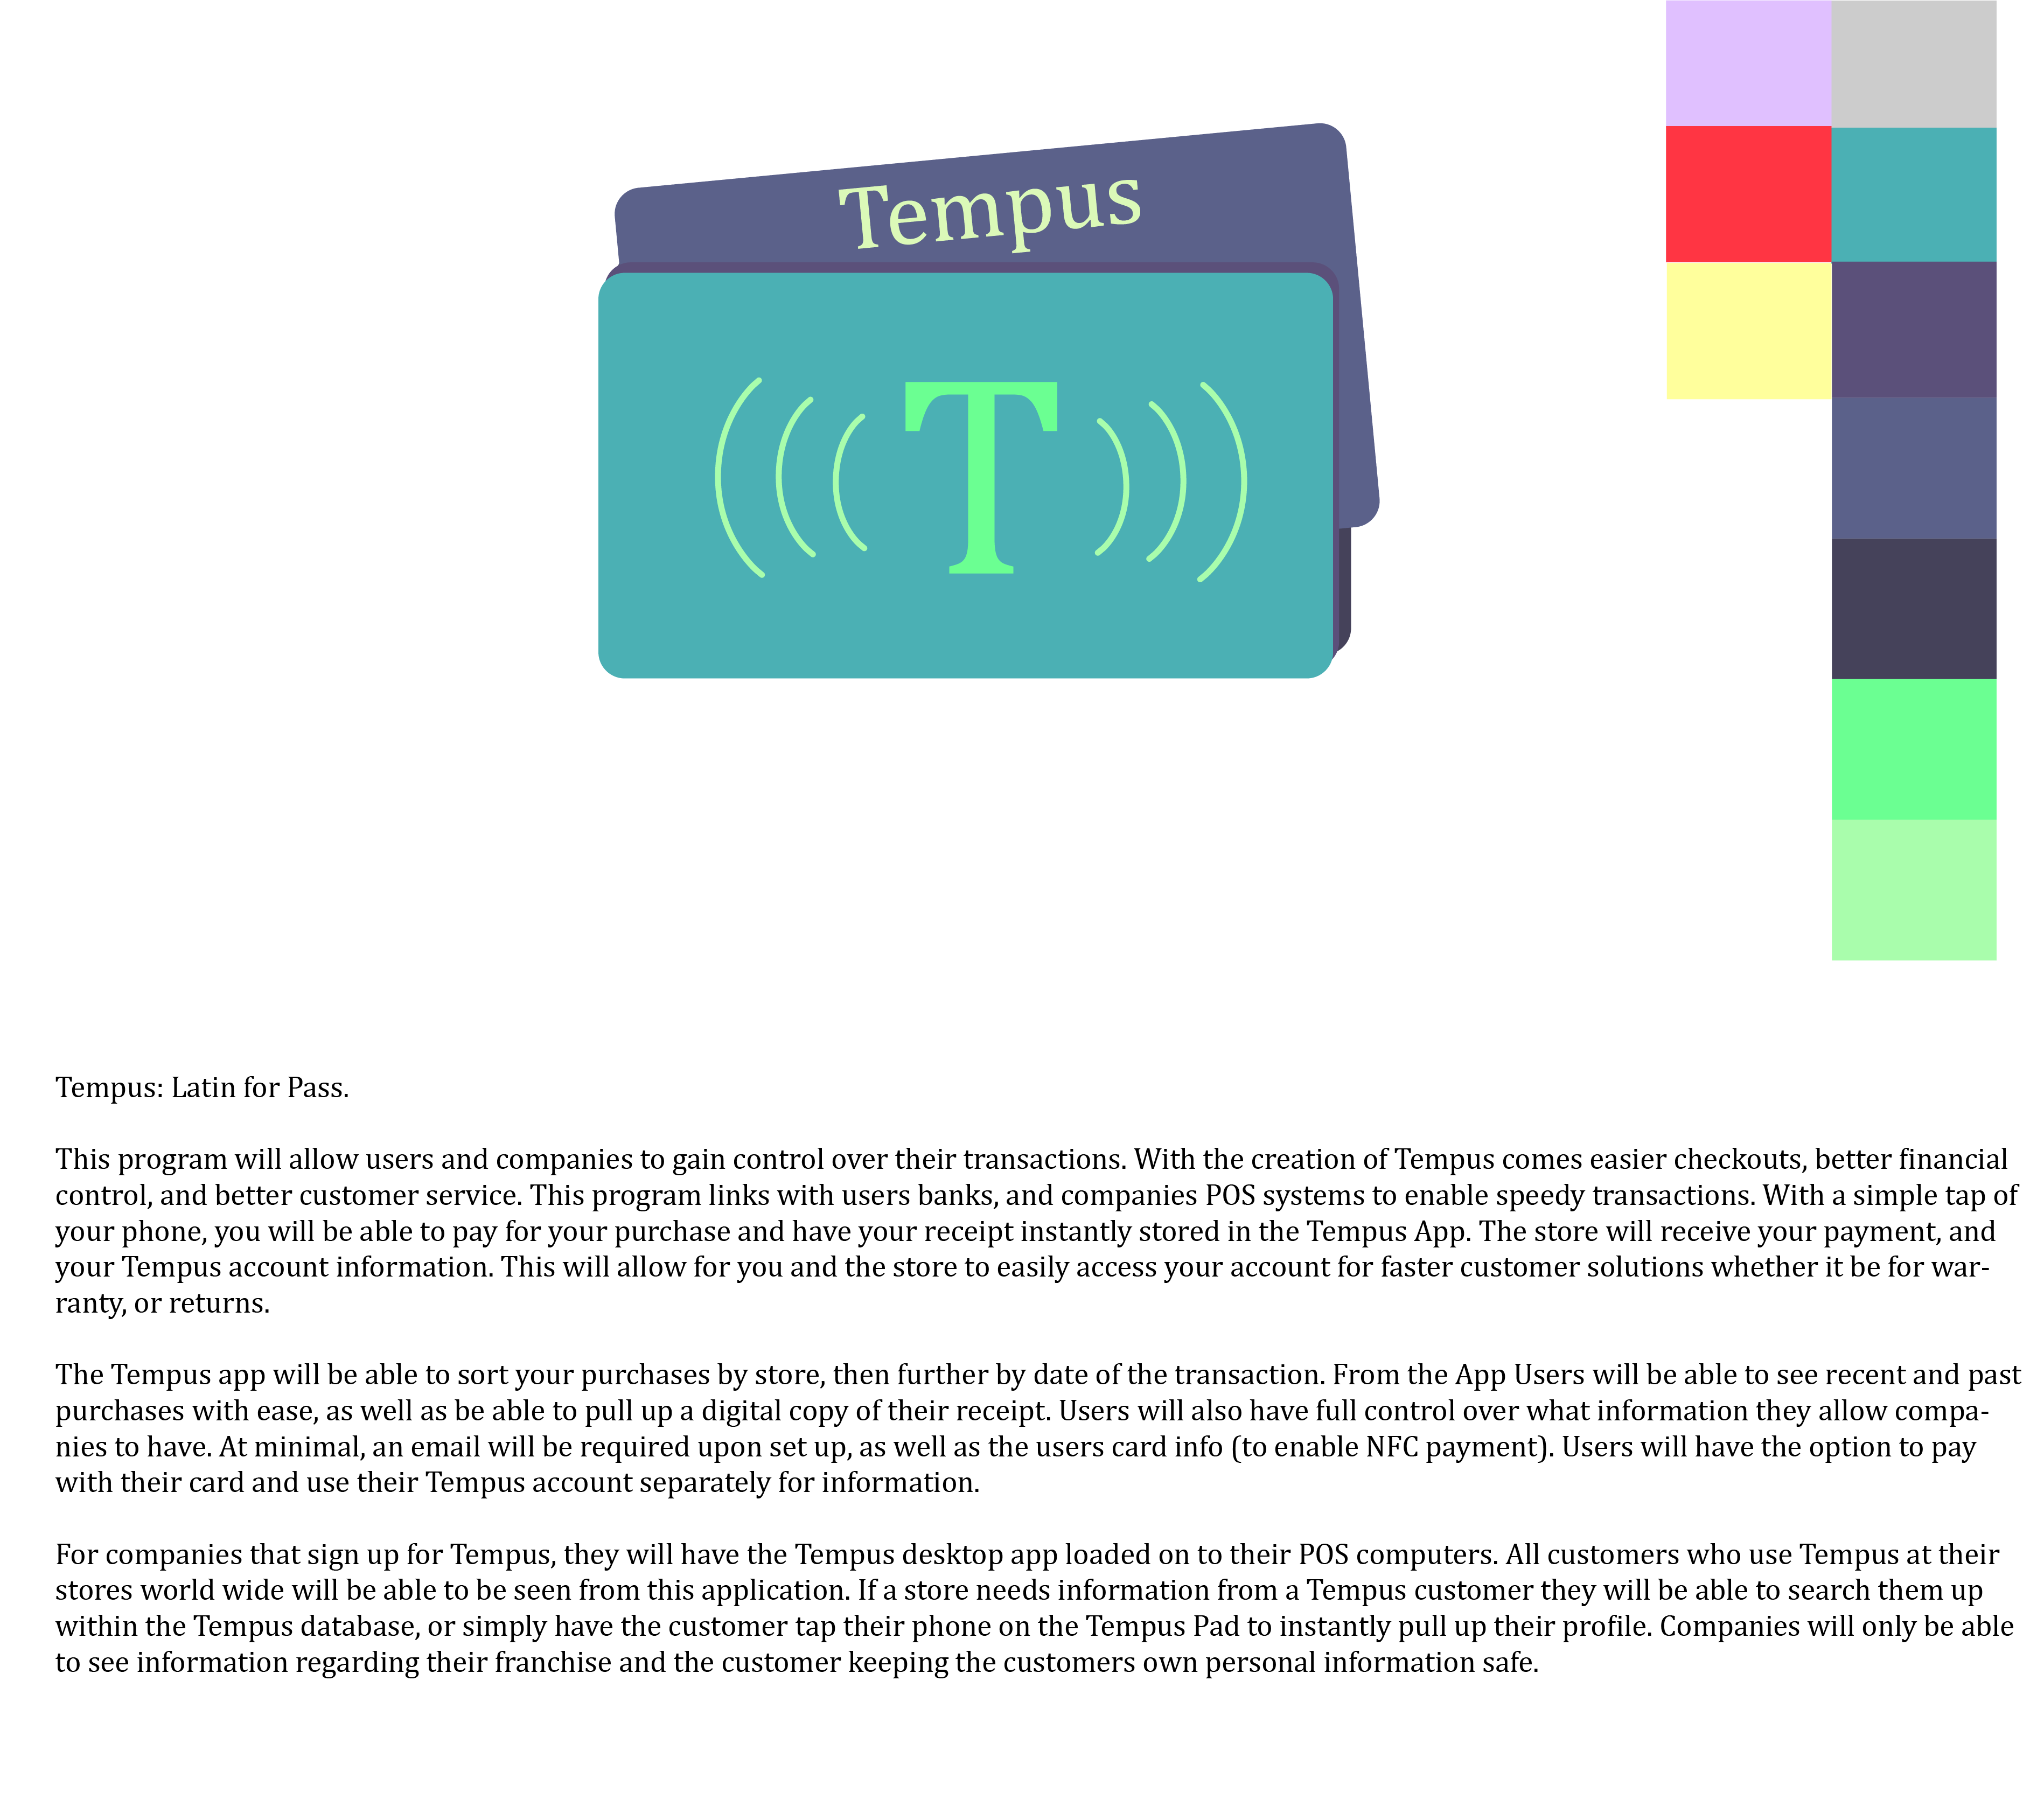 Tempus
T
Tempus: Latin for Pass.
This program will allow users and companies to gain control over their transactions. With the creation of Tempus comes easier checkouts, better financial
control, and better customer service. This program links with users banks, and companies POS systems to enable speedy transactions. With a simple tap of
your phone, you will be able to pay for your purchase and have your receipt instantly stored in the Tempus App. The store will receive your payment, and
your Tempus account information. This will allow for you and the store to easily access your account for faster customer solutions whether it be for war-
ranty, or returns.
The Tempus app will be able to sort your purchases by store, then further by date of the transaction. From the App Users will be able to see recent and past
purchases with ease, as well as be able to pull up a digital copy of their receipt. Users will also have full control over what information they allow compa-
nies to have. At minimal, an email will be required upon set up, as well as the users card info (to enable NFC payment). Users will have the option to pay
with their card and use their Tempus account separately for information.
For companies that sign up for Tempus, they will have the Tempus desktop app loaded on to their POS computers. All customers who use Tempus at their
stores world wide will be able to be seen from this application. If a store needs information from a Tempus customer they will be able to search them up
within the Tempus database, or simply have the customer tap their phone on the Tempus Pad to instantly pull up their profile. Companies will only be able
to see information regarding their franchise and the customer keeping the customers own personal information safe.